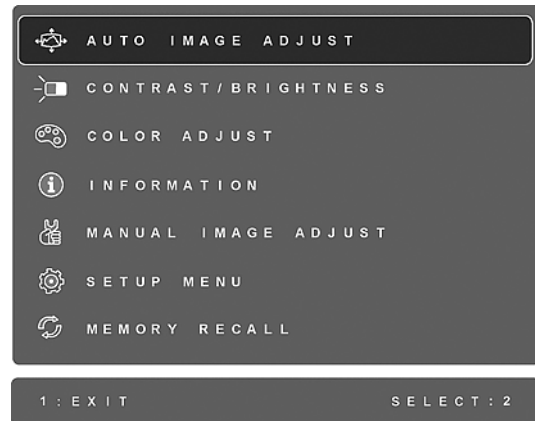 AUTO IMAGE ADJUST
CONTRAST/BRIGHTNESS
COLOR ADJUST
INFORMATION
MANUAL IMAGE ADJUST
SETUP MENU
MEMORY RECALL
1:EXIT SELECT:2